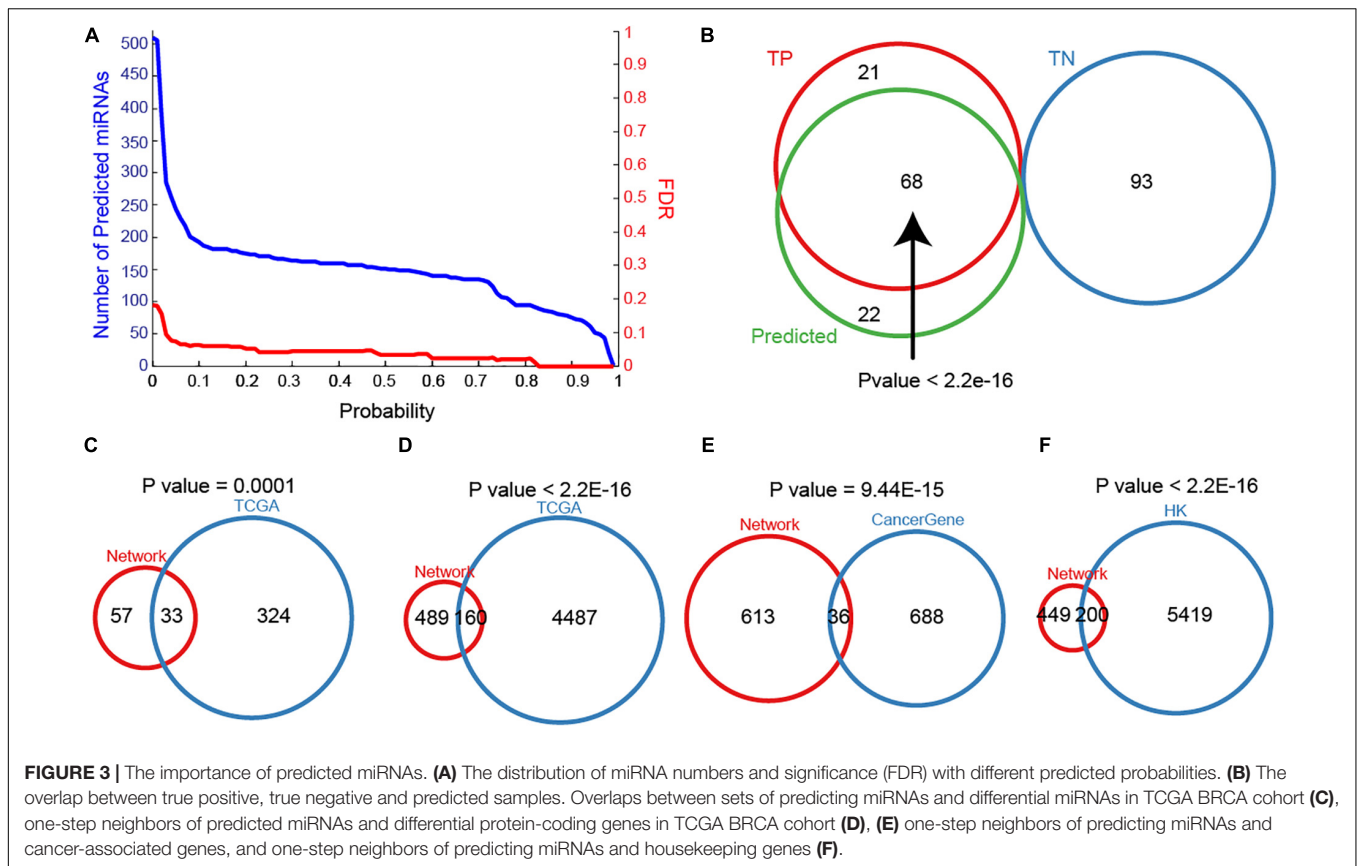 A
500
450
400
350
300
250
200
150
100
50
0
Number of Predicted miRNAs
1
0.9
0.8
0.7
0.6
0.5
0.4
0.3
0.2
0.1
0
FDR
0 0.1 0.2 0.3 0.4 0.5 0.6 0.7 0.8 0.9 1
Probability
B
TP
21
TN
68
93
Predicted
22
Pvalue < 2.2e-16
C
P value = 0.0001
TCGA
Network
57 33 324
D
P value < 2.2E-16
TCGA
Network
489 160 4487
E
P value = 9.44E-15
Network
CancerGene
613 36 688
F
P value < 2.2E-16
HK
Network
449 200 5419
FIGURE 3 | The importance of predicted miRNAs. (A) The distribution of miRNA numbers and significance (FDR) with different predicted probabilities. (B) The
overlap between true positive, true negative and predicted samples. Overlaps between sets of predicting miRNAs and differential miRNAs in TCGA BRCA cohort (C),
one-step neighbors of predicted miRNAs and differential protein-coding genes in TCGA BRCA cohort (D), (E) one-step neighbors of predicting miRNAs and
cancer-associated genes, and one-step neighbors of predicting miRNAs and housekeeping genes (F).